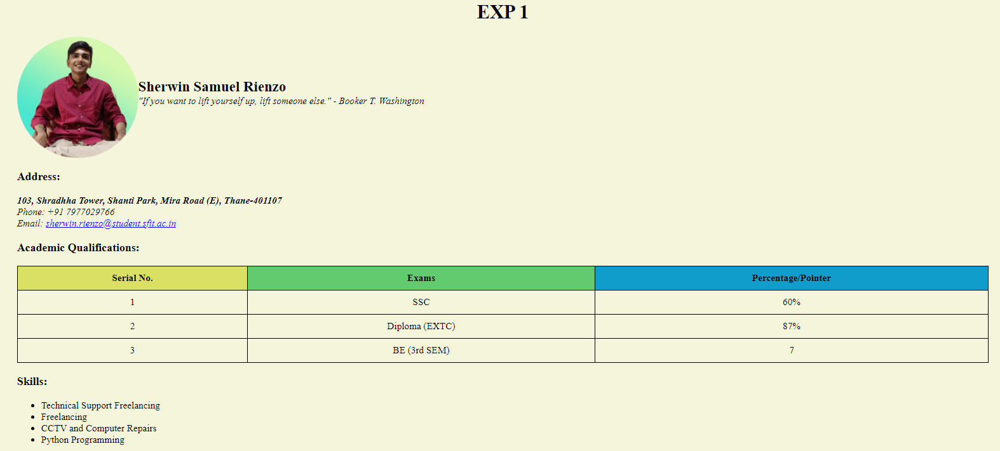 EXP 1
Sherwin Samuel Rienzo
"If you want to lift yourself up, lift someone else." - Booker T. Washington
Address:
103, Shradhha Tower, Shanti Park, Mira Road (E), Thane-401107
Phone: +91 7977029766
Email: sherwin.rienzo@student.sfit.ac.in
Academic Qualifications:
Serial No. Exams Percentage/Pointer
1 SSC 60%
2 Diploma (EXTC) 87%
3 BE (3rd SEM) 7
Skills:
• Technical Support Freelancing
• Freelancing
• CCTV and Computer Repairs
• Python Programming